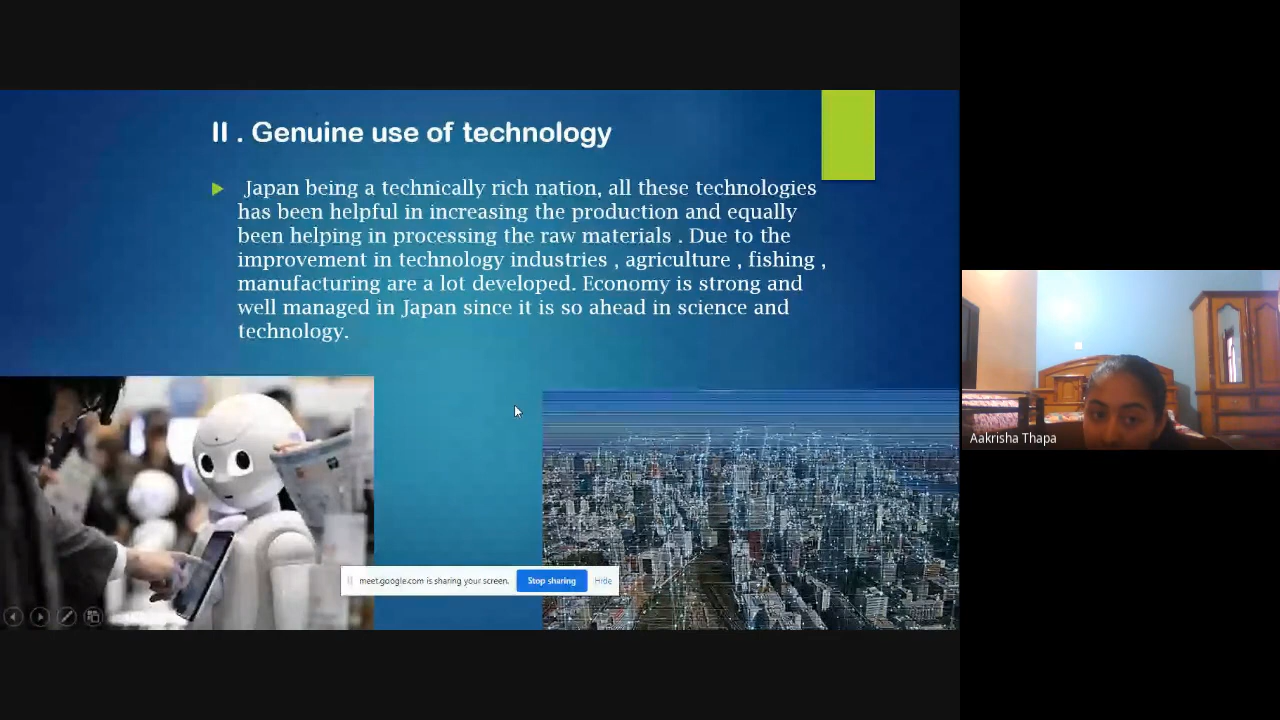 II . Genuine use of technology
Japan being a technically rich nation, all these technologies
has been helpful in increasing the production and equally
been helping in processing the raw materials . Due to the
improvement in technology industries , agriculture , fishing ,
manufacturing are a lot developed. Economy is strong and
well managed in Japan since it is so ahead in science and
technology.
Aakrisha Thapa
meet.google.com is sharing your screen. Stop sharing Hide